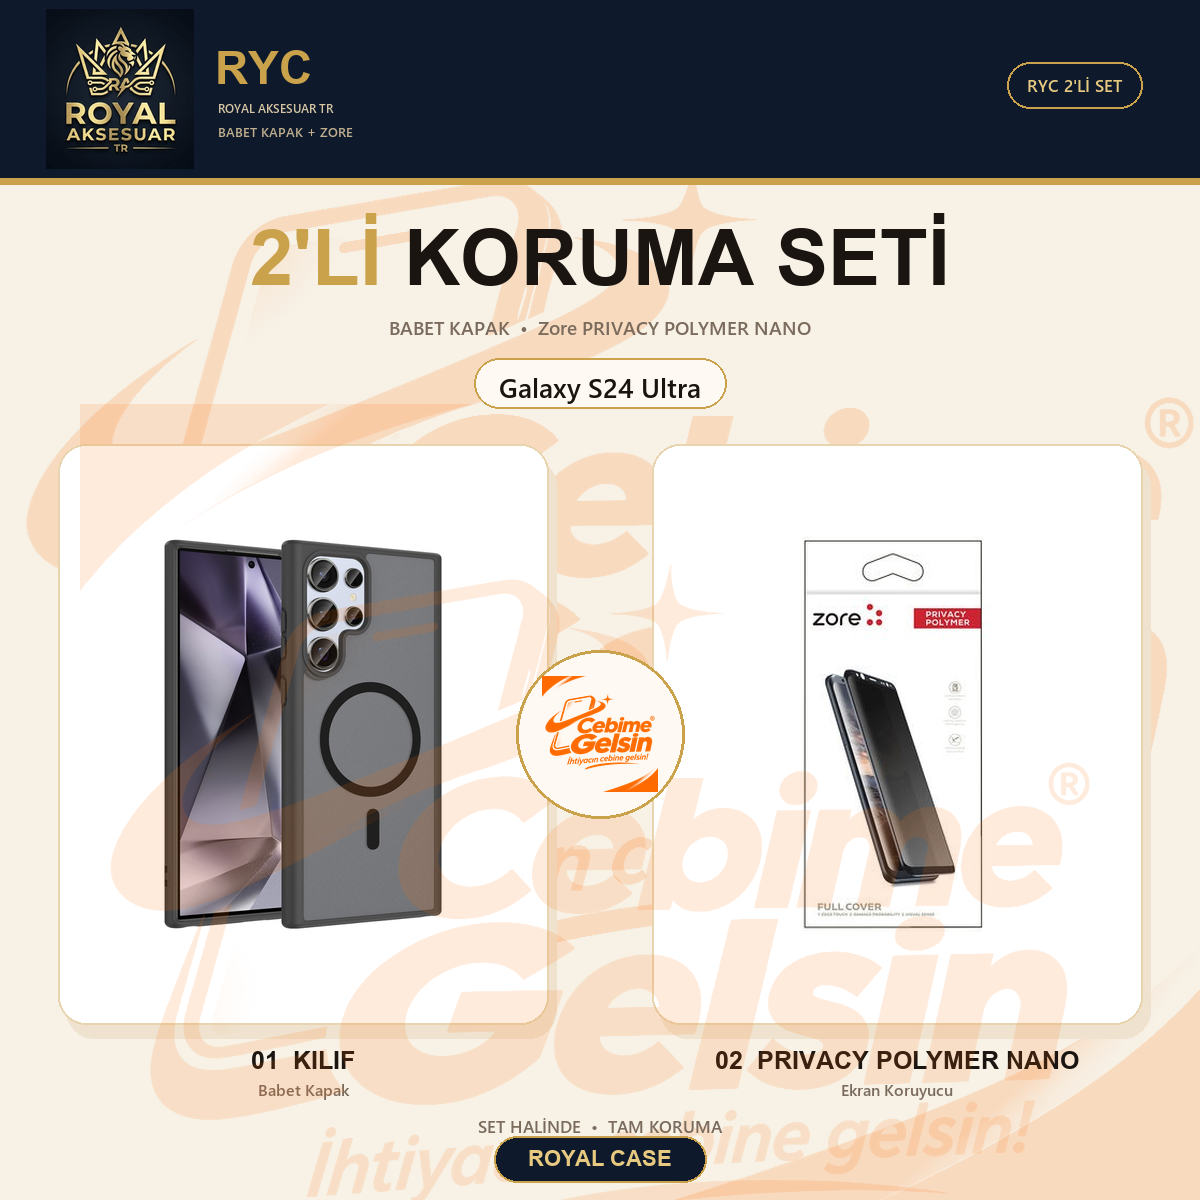 ROYAL
AKSESUAR
TR
RYC
ROYAL AKSESUAR TR
BABET KAPAK + ZORE
RYC 2'Lİ SET
2'Lİ KORUMA SETİ
BABET KAPAK • Zore PRIVACY POLYMER NANO
Galaxy S24 Ultra
zore
PRIVACY
POLYMER
FULL COVER
Cebime®
Gelsin
İhtiyacın cebine gelsin!
Cebime®
Gelsin
01 KILIF
Babet Kapak
02 PRIVACY POLYMER NANO
Ekran Koruyucu
SET HALİNDE • TAM KORUMA
ROYAL CASE